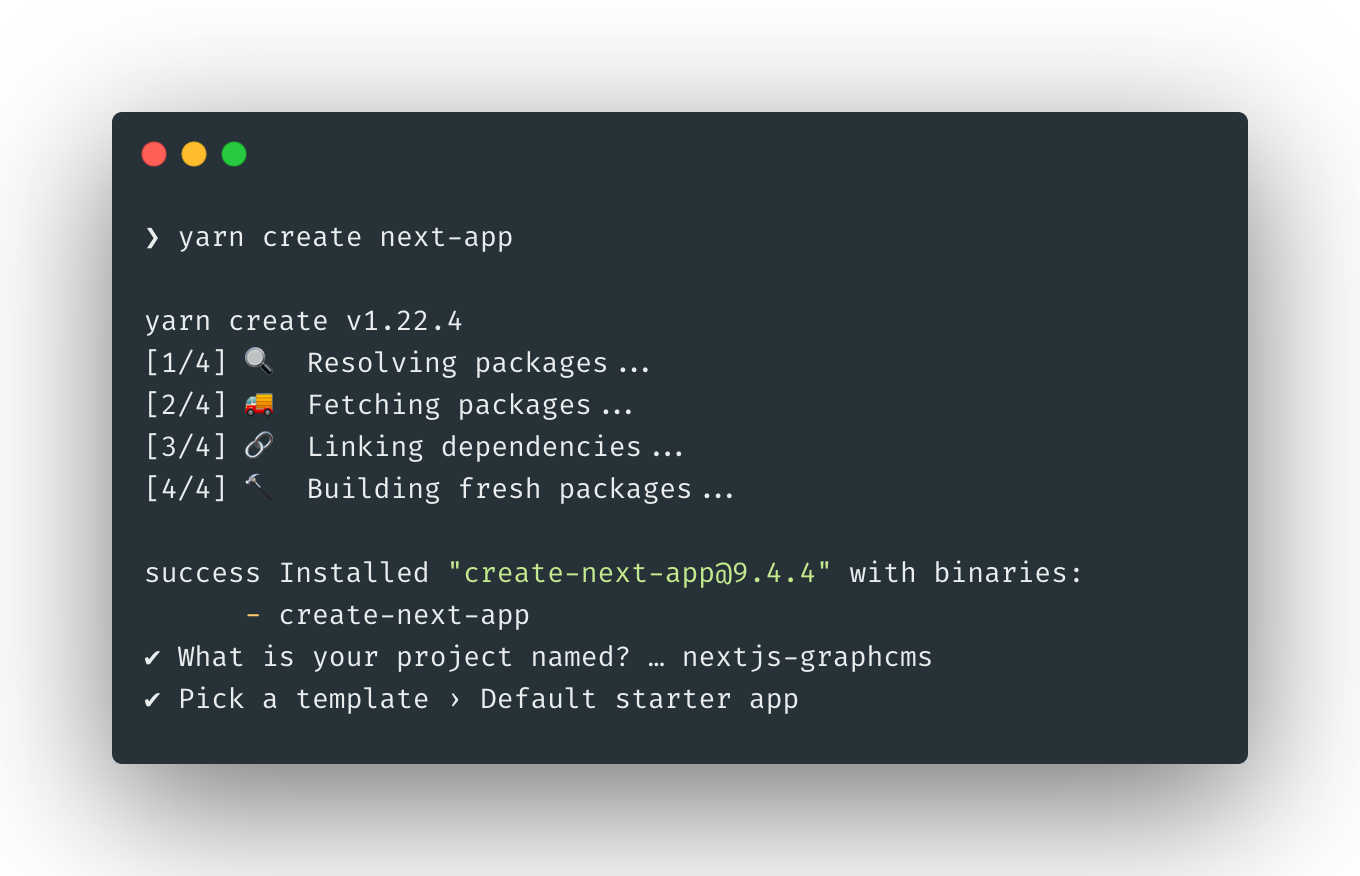 ❯ yarn create next-app
yarn create v1.22.4
[1/4] 🔍 Resolving packages...
[2/4] 🚚 Fetching packages...
[3/4] 🔗 Linking dependencies...
[4/4] 🔨 Building fresh packages...
success Installed "create-next-app@9.4.4" with binaries:
- create-next-app
✔ What is your project named? … nextjs-graphcms
✔ Pick a template › Default starter app